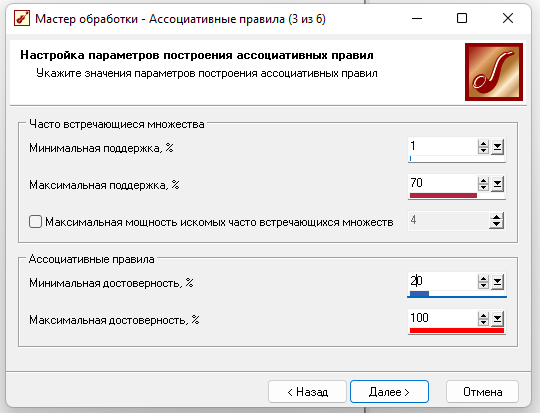 Мастер обработки - Ассоциативные правила (3 из 6)
Настройка параметров построения ассоциативных правил
Укажите значения параметров построения ассоциативных правил
Часто встречающиеся множества
Минимальная поддержка, % 1
Максимальная поддержка, % 70
Максимальная мощность искомых часто встречающихся множеств 4
Ассоциативные правила
Минимальная достоверность, % 20
Максимальная достоверность, % 100
< Назад Далее > Отмена